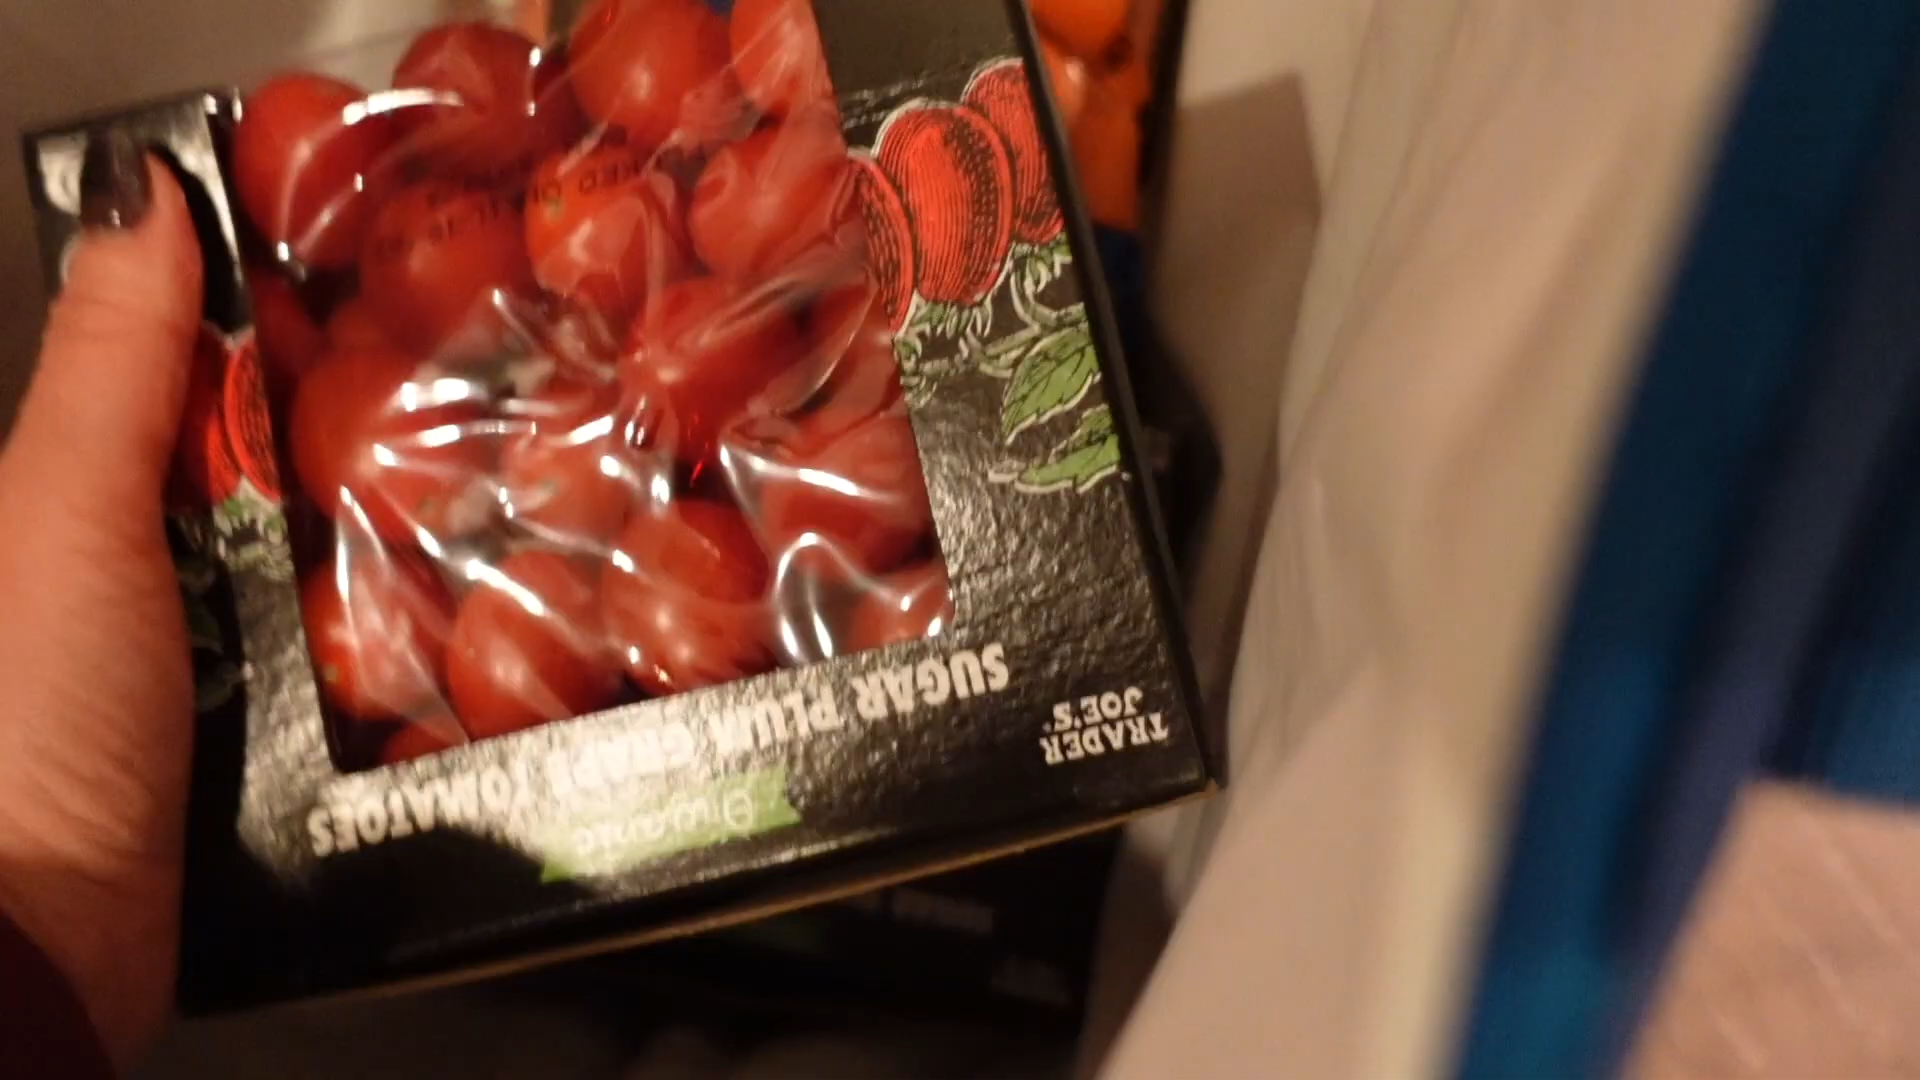 TRADER
JOE'S
SUGAR PLUM GRAPE TOMATOES
Organic